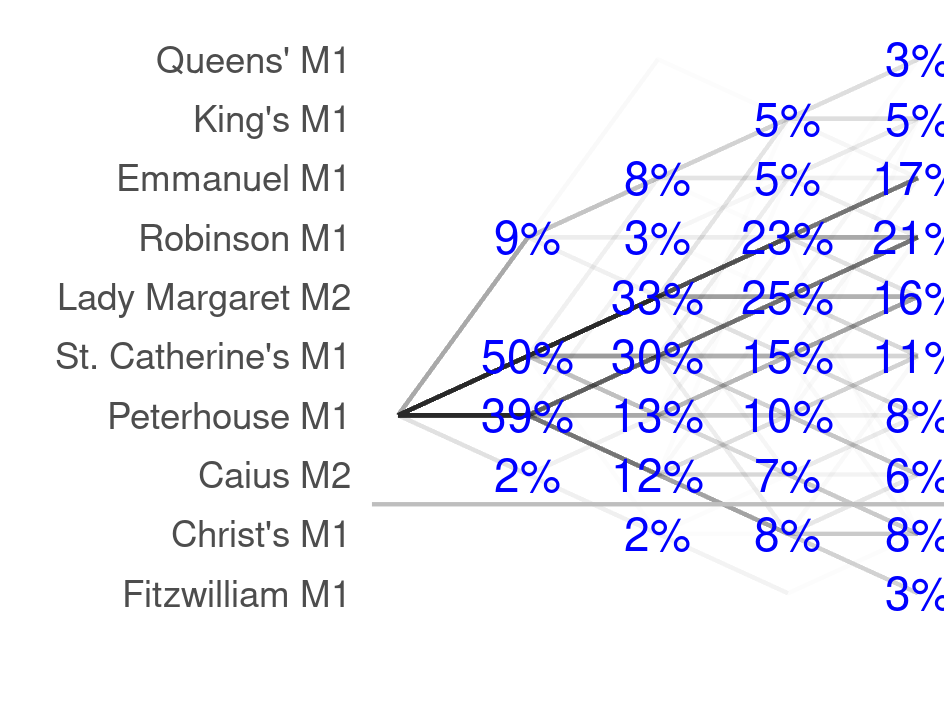 Queens' M1 3%
King's M1 5% 5%
Emmanuel M1 8% 5% 17%
Robinson M1 9% 3% 23% 21%
Lady Margaret M2 33% 25% 16%
St. Catherine's M1 50% 30% 15% 11%
Peterhouse M1 39% 13% 10% 8%
Caius M2 2% 12% 7% 6%
Christ's M1 2% 8% 8%
Fitzwilliam M1 3%